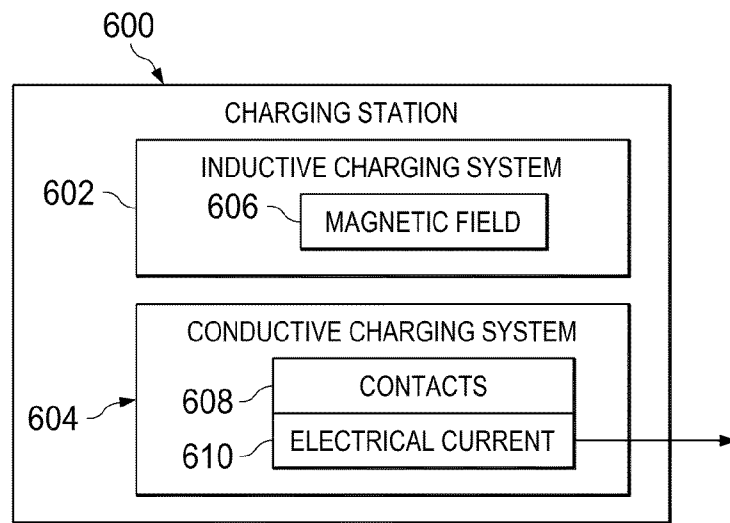 600
CHARGING STATION
INDUCTIVE CHARGING SYSTEM
602
606
MAGNETIC FIELD
CONDUCTIVE CHARGING SYSTEM
608
CONTACTS
604
610
ELECTRICAL CURRENT